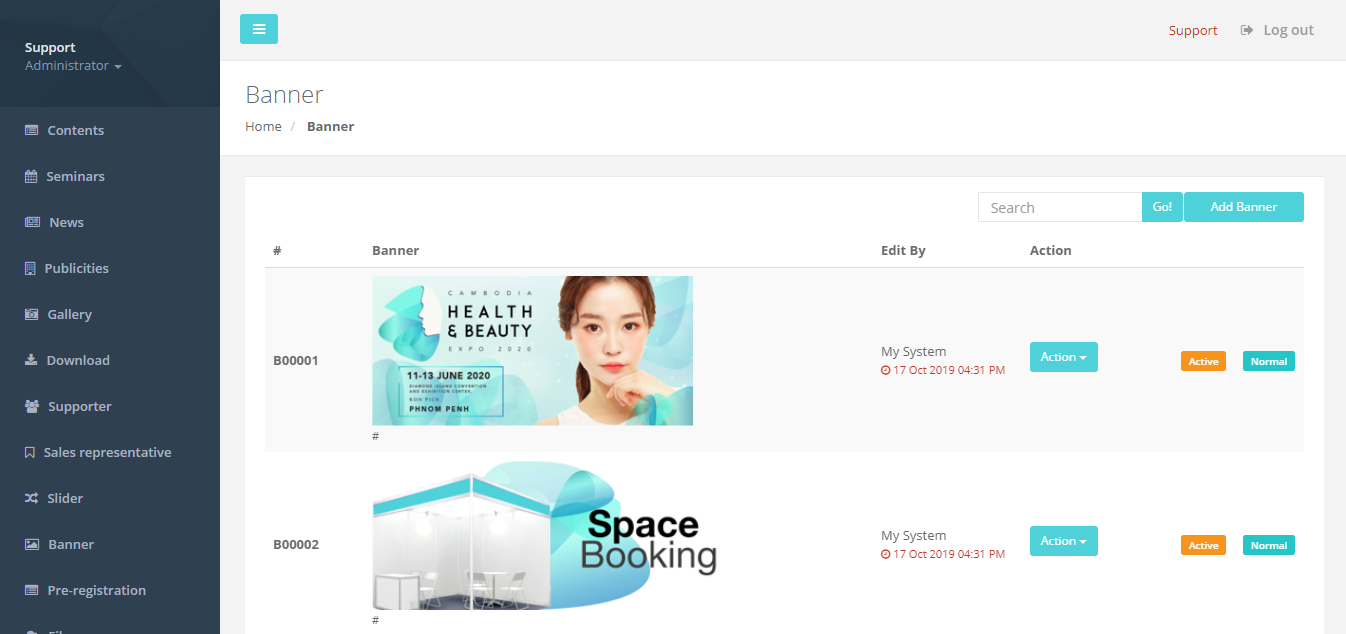 Support
Administrator
Contents
Seminars
News
Publicities
Gallery
Download
Supporter
Sales representative
Slider
Banner
Pre-registration
Support
Log out
Banner
Home / Banner
Search
Go!
Add Banner
# Banner Edit By Action
B00001
CAMBODIA
HEALTH
& BEAUTY
EXPO 2020
11-13 JUNE 2020
DIAMOND ISLAND CONVENTION
AND EXHIBITION CENTER,
KOH PICH
PHNOM PENH
#
My System
17 Oct 2019 04:31 PM
Action
Active
Normal
B00002
Space
Booking
#
My System
17 Oct 2019 04:31 PM
Action
Active
Normal